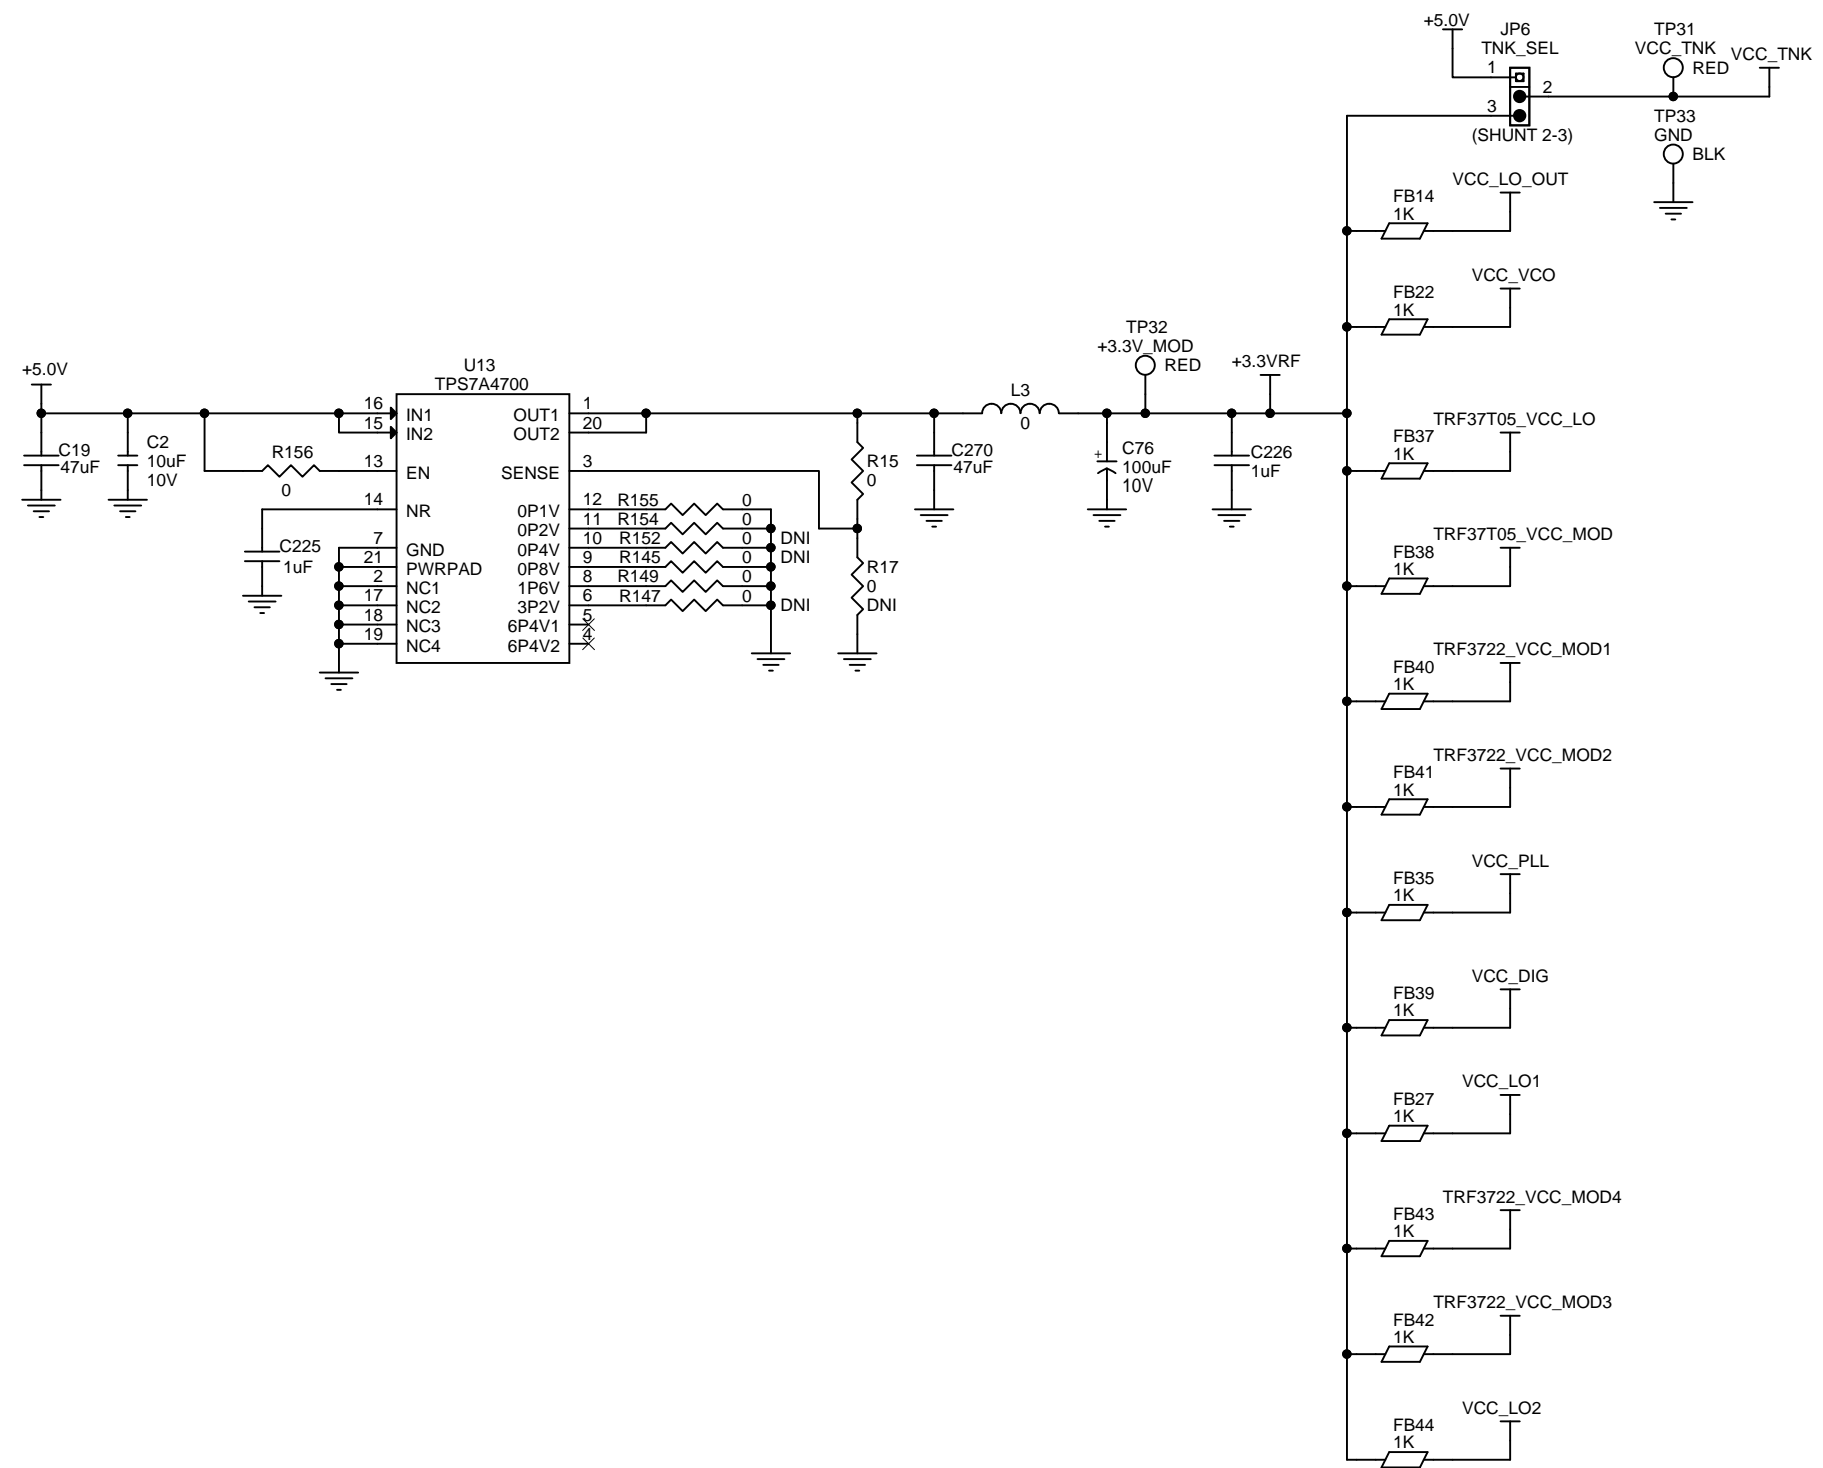 +5.0V
JP6
TNK_SEL
1
2
3
(SHUNT 2-3)
TP31
VCC_TNK
RED
VCC_TNK
TP33
GND
BLK
VCC_LO_OUT
FB14
1K
VCC_VCO
FB22
1K
+5.0V
C19
47uF
C2
10uF
10V
R156
0
C225
1uF
U13
TPS7A4700
16 IN1
15 IN2
13 EN
14 NR
7 GND
21 PWRPAD
2 NC1
17 NC2
18 NC3
19 NC4
OUT1 1
OUT2 20
SENSE 3
0P1V 12 R155 0
0P2V 11 R154 0
DNI
0P4V 10 R152 0
DNI
0P8V 9 R145 0
1P6V 8 R149 0
3P2V 6 R147 0
DNI
6P4V1 5
6P4V2 4
R15
0
R17
0
DNI
C270
47uF
L3
0
TP32
+3.3V_MOD
RED
+
C76
100uF
10V
+3.3VRF
C226
1uF
TRF37T05_VCC_LO
FB37
1K
TRF37T05_VCC_MOD
FB38
1K
TRF3722_VCC_MOD1
FB40
1K
TRF3722_VCC_MOD2
FB41
1K
VCC_PLL
FB35
1K
VCC_DIG
FB39
1K
VCC_LO1
FB27
1K
TRF3722_VCC_MOD4
FB43
1K
TRF3722_VCC_MOD3
FB42
1K
VCC_LO2
FB44
1K